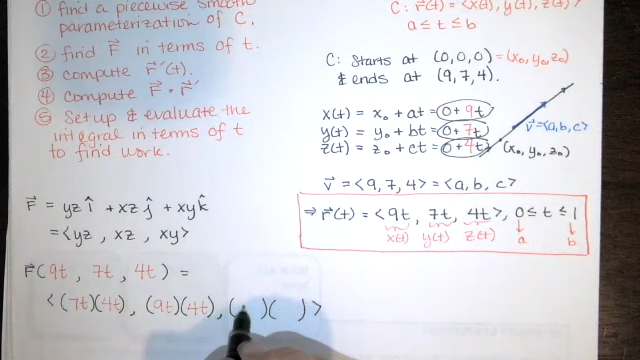 ① find a piecewise smooth
parameterization of C.
② find F⃗ in terms of t.
③ compute r⃗'(t).
④ compute F⃗ • r⃗'
⑤ Setup & evaluate the
integral in terms of t
to find work.
F⃗ = yz î + xz ĵ + xy k̂
= <yz, xz, xy>
F⃗(9t, 7t, 4t) =
< (7t)(4t), (9t)(4t), ( )( ) >
C: r⃗(t) = <x(t), y(t), z(t)>
a ≤ t ≤ b
C: Starts at (0,0,0) = (x₀, y₀, z₀)
& ends at (9,7,4).
x(t) = x₀ + at = 0 + 9t
y(t) = y₀ + bt = 0 + 7t
z(t) = z₀ + ct = 0 + 4t
v⃗ = <a,b,c>
(x₀, y₀, z₀)
v⃗ = <9,7,4> = <a,b,c>
⇒ r⃗(t) = <9t, 7t, 4t>, 0 ≤ t ≤ 1
x(t) y(t) z(t) a b